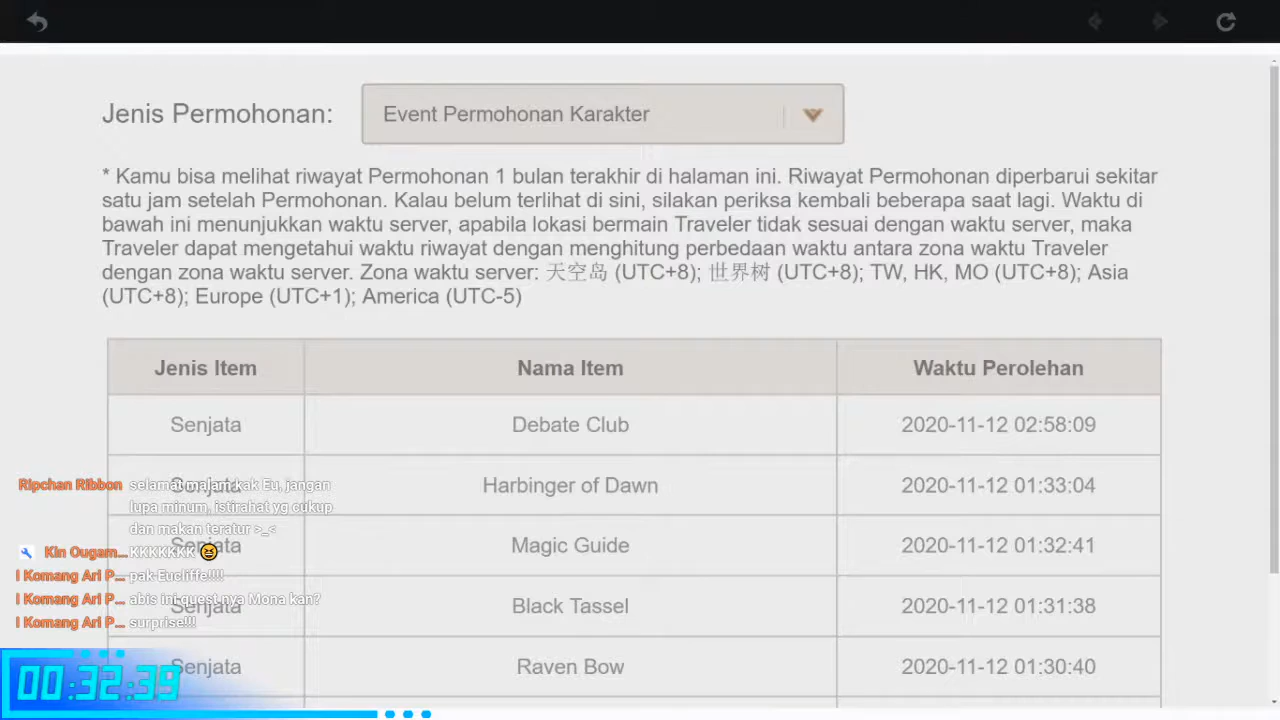 Jenis Permohonan: Event Permohonan Karakter
* Kamu bisa melihat riwayat Permohonan 1 bulan terakhir di halaman ini. Riwayat Permohonan diperbarui sekitar
satu jam setelah Permohonan. Kalau belum terlihat di sini, silakan periksa kembali beberapa saat lagi. Waktu di
bawah ini menunjukkan waktu server, apabila lokasi bermain Traveler tidak sesuai dengan waktu server, maka
Traveler dapat mengetahui waktu riwayat dengan menghitung perbedaan waktu antara zona waktu Traveler
dengan zona waktu server. Zona waktu server: 天空岛 (UTC+8); 世界树 (UTC+8); TW, HK, MO (UTC+8); Asia
(UTC+8); Europe (UTC+1); America (UTC-5)
Jenis Item Nama Item Waktu Perolehan
Senjata Debate Club 2020-11-12 02:58:09
Senjata Harbinger of Dawn 2020-11-12 01:33:04
Senjata Magic Guide 2020-11-12 01:32:41
Senjata Black Tassel 2020-11-12 01:31:38
Senjata Raven Bow 2020-11-12 01:30:40
Ripchan Ribbon selamat malam kak Eu, jangan
lupa minum, istirahat yg cukup
dan makan teratur >_<
Kin Ougam... KKKKKKK 😆
I Komang Ari P... pak Eucliffe!!!!
I Komang Ari P... abis ini quest nya Mona kan?
I Komang Ari P... surprise!!!
00:32:39